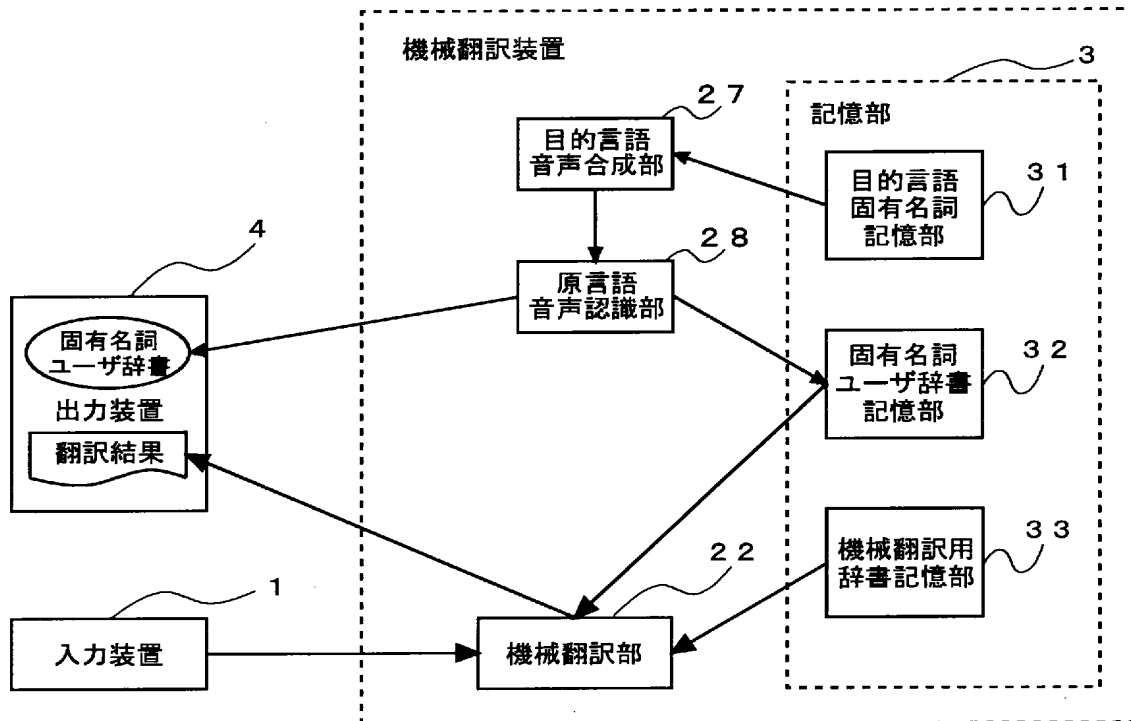 機械翻訳装置
3
記憶部
27
目的言語
音声合成部
目的言語
固有名詞
記憶部
31
28
原言語
音声認識部
4
固有名詞
ユーザ辞書
出力装置
翻訳結果
固有名詞
ユーザ辞書
記憶部
32
機械翻訳用
辞書記憶部
33
22
機械翻訳部
1
入力装置